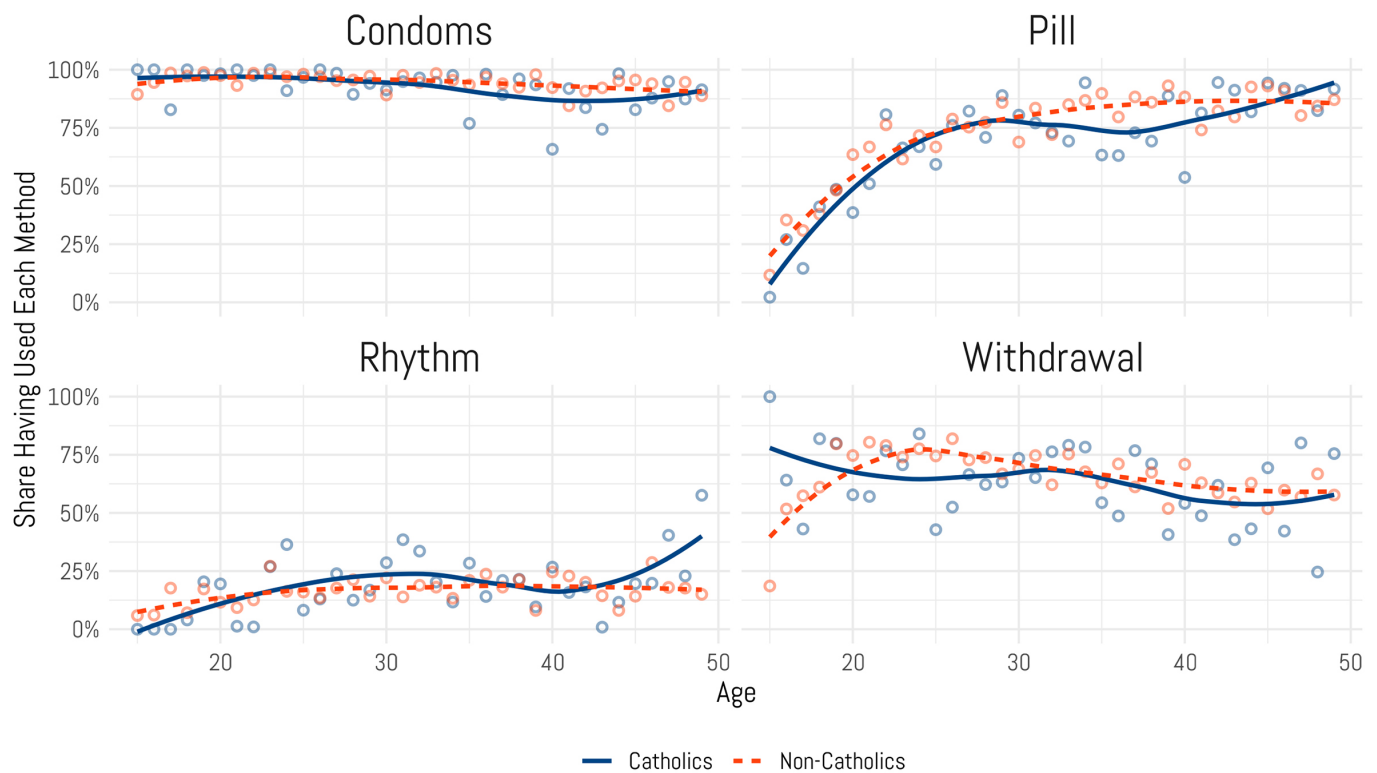 Condoms
Pill
100%
75%
50%
25%
0%
Rhythm
Withdrawal
100%
75%
50%
25%
0%
20 30 40 50 20 30 40 50
Share Having Used Each Method
Age
Catholics Non-Catholics